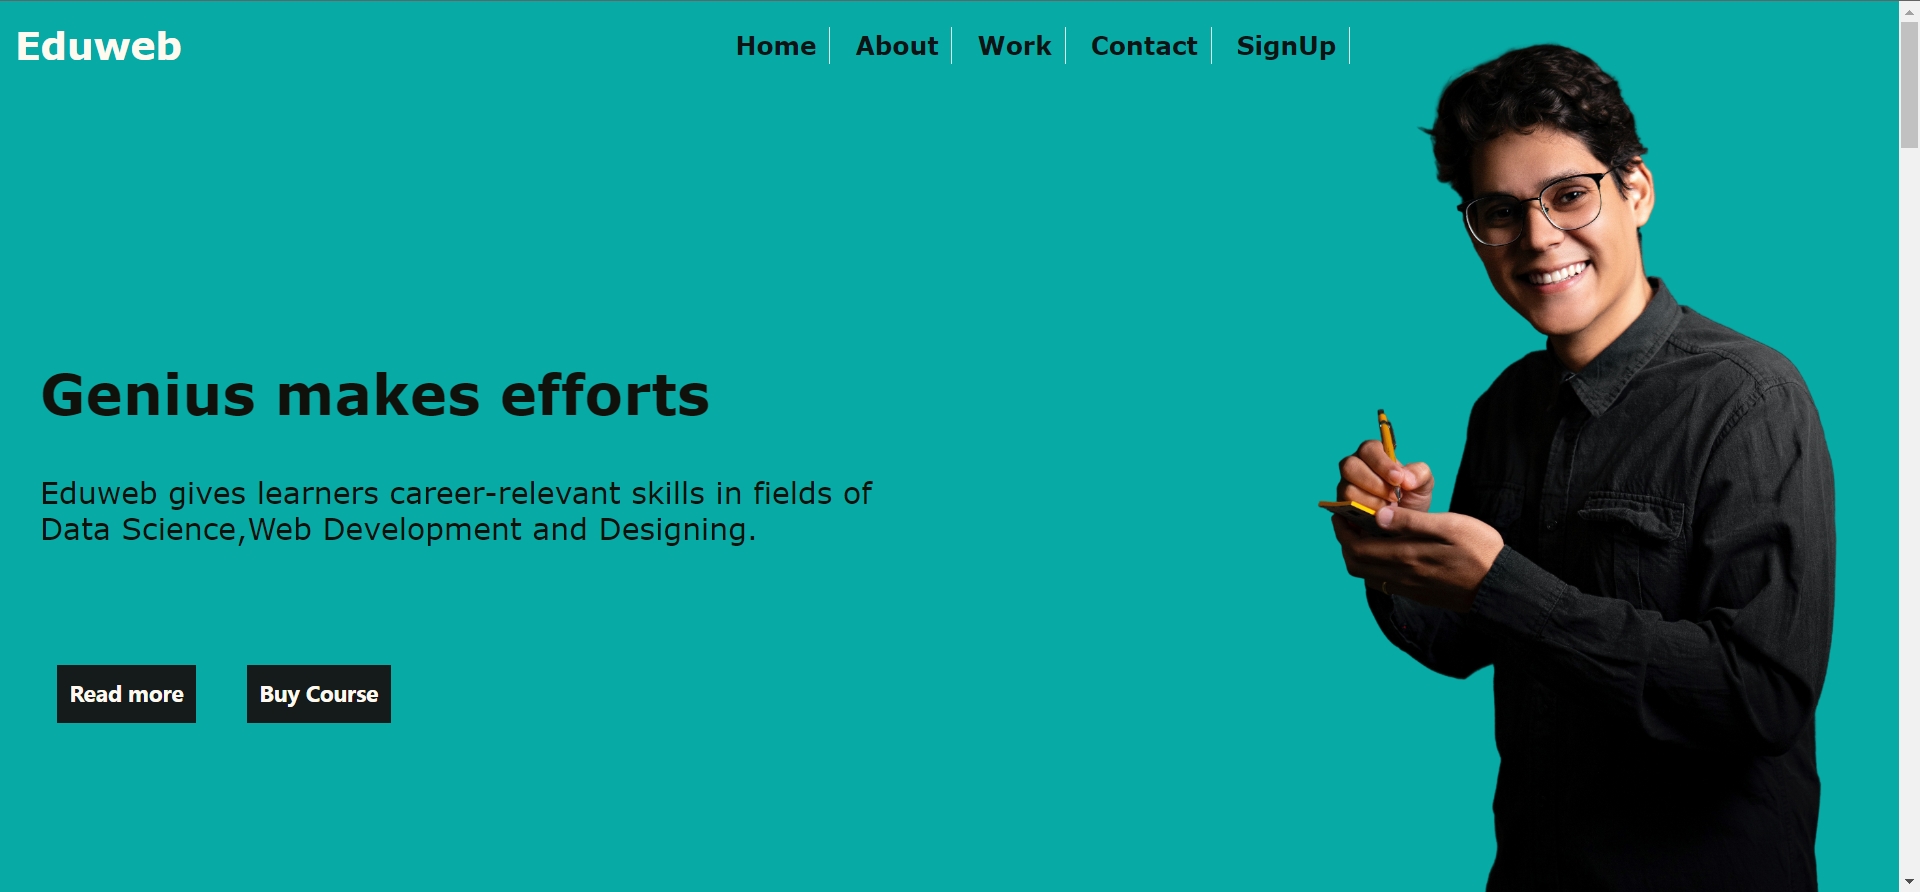 Eduweb
Home
About
Work
Contact
SignUp
Genius makes efforts
Eduweb gives learners career-relevant skills in fields of
Data Science,Web Development and Designing.
Read more
Buy Course